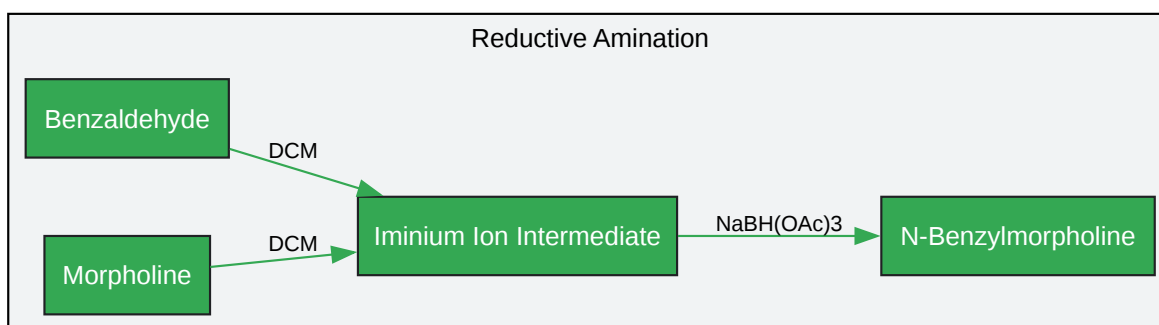 Reductive Amination
Benzaldehyde
DCM
Iminium Ion Intermediate
NaBH(OAc)3
N-Benzylmorpholine
DCM
Morpholine